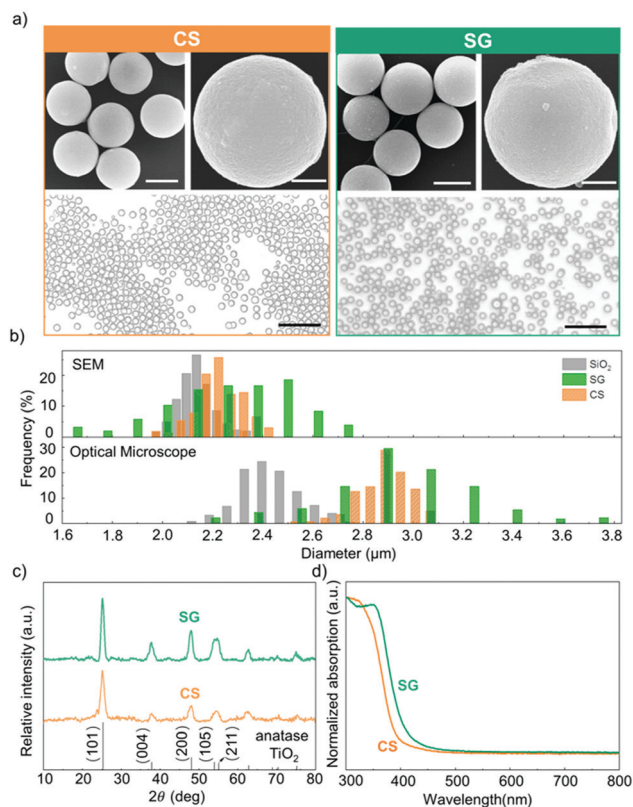 a)
CS
SG
b)
SEM
SiO₂
SG
CS
20
10
0
Frequency (%)
Optical Microscope
30
20
10
0
1.6 1.8 2.0 2.2 2.4 2.6 2.8 3.0 3.2 3.4 3.6 3.8
Diameter (µm)
c)
Relative intensity (a.u.)
SG
CS
(101)
(004)
(200)
(105)
(211)
anatase
TiO₂
10 20 30 40 50 60 70 80
2θ (deg)
d)
Normalized absorption (a.u.)
SG
CS
300 400 500 600 700 800
Wavelength(nm)